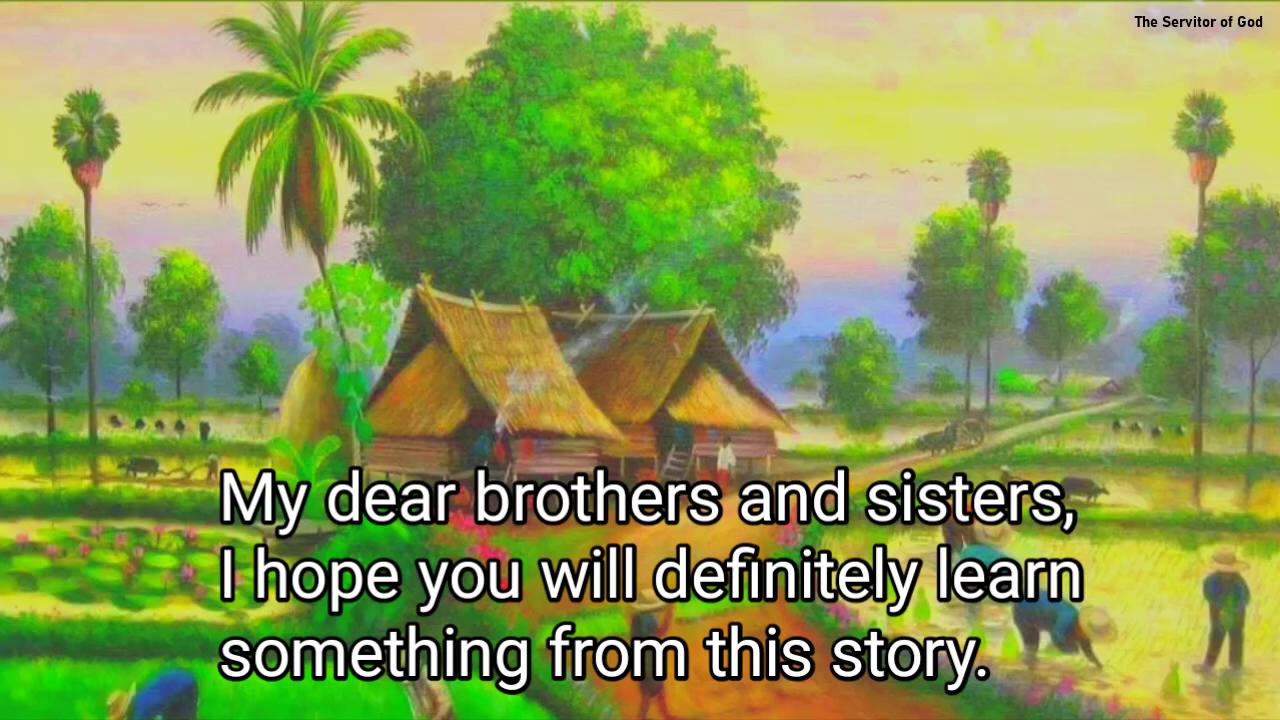 The Servitor of God
My dear brothers and sisters,
I hope you will definitely learn
something from this story.